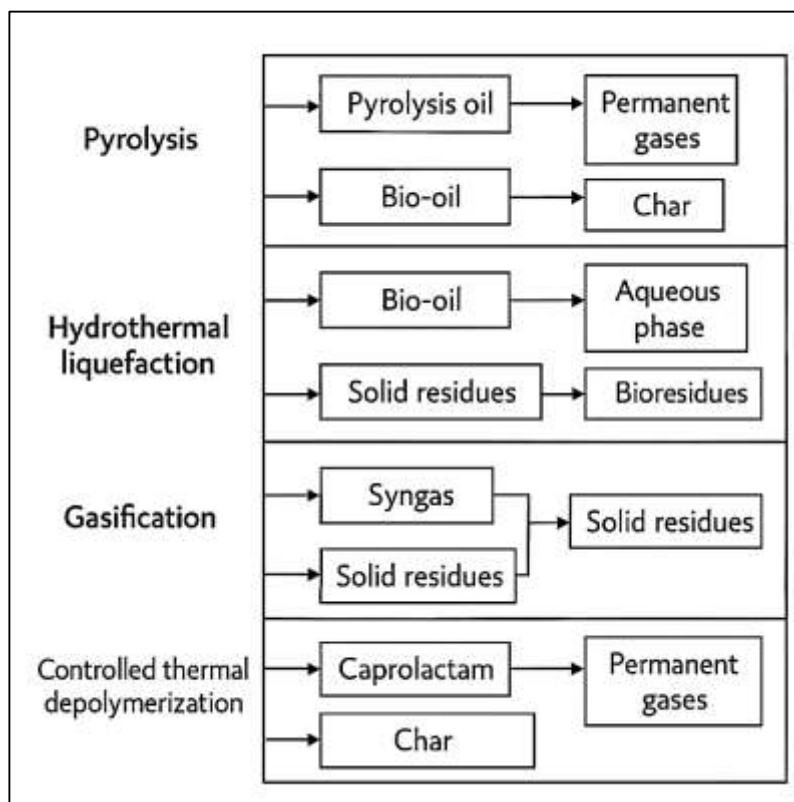 Pyrolysis
Pyrolysis oil
Permanent
gases
Bio-oil
Char
Hydrothermal
liquefaction
Bio-oil
Aqueous
phase
Solid residues
Bioresidues
Gasification
Syngas
Solid residues
Solid residues
Controlled thermal
depolymerization
Caprolactam
Permanent
gases
Char